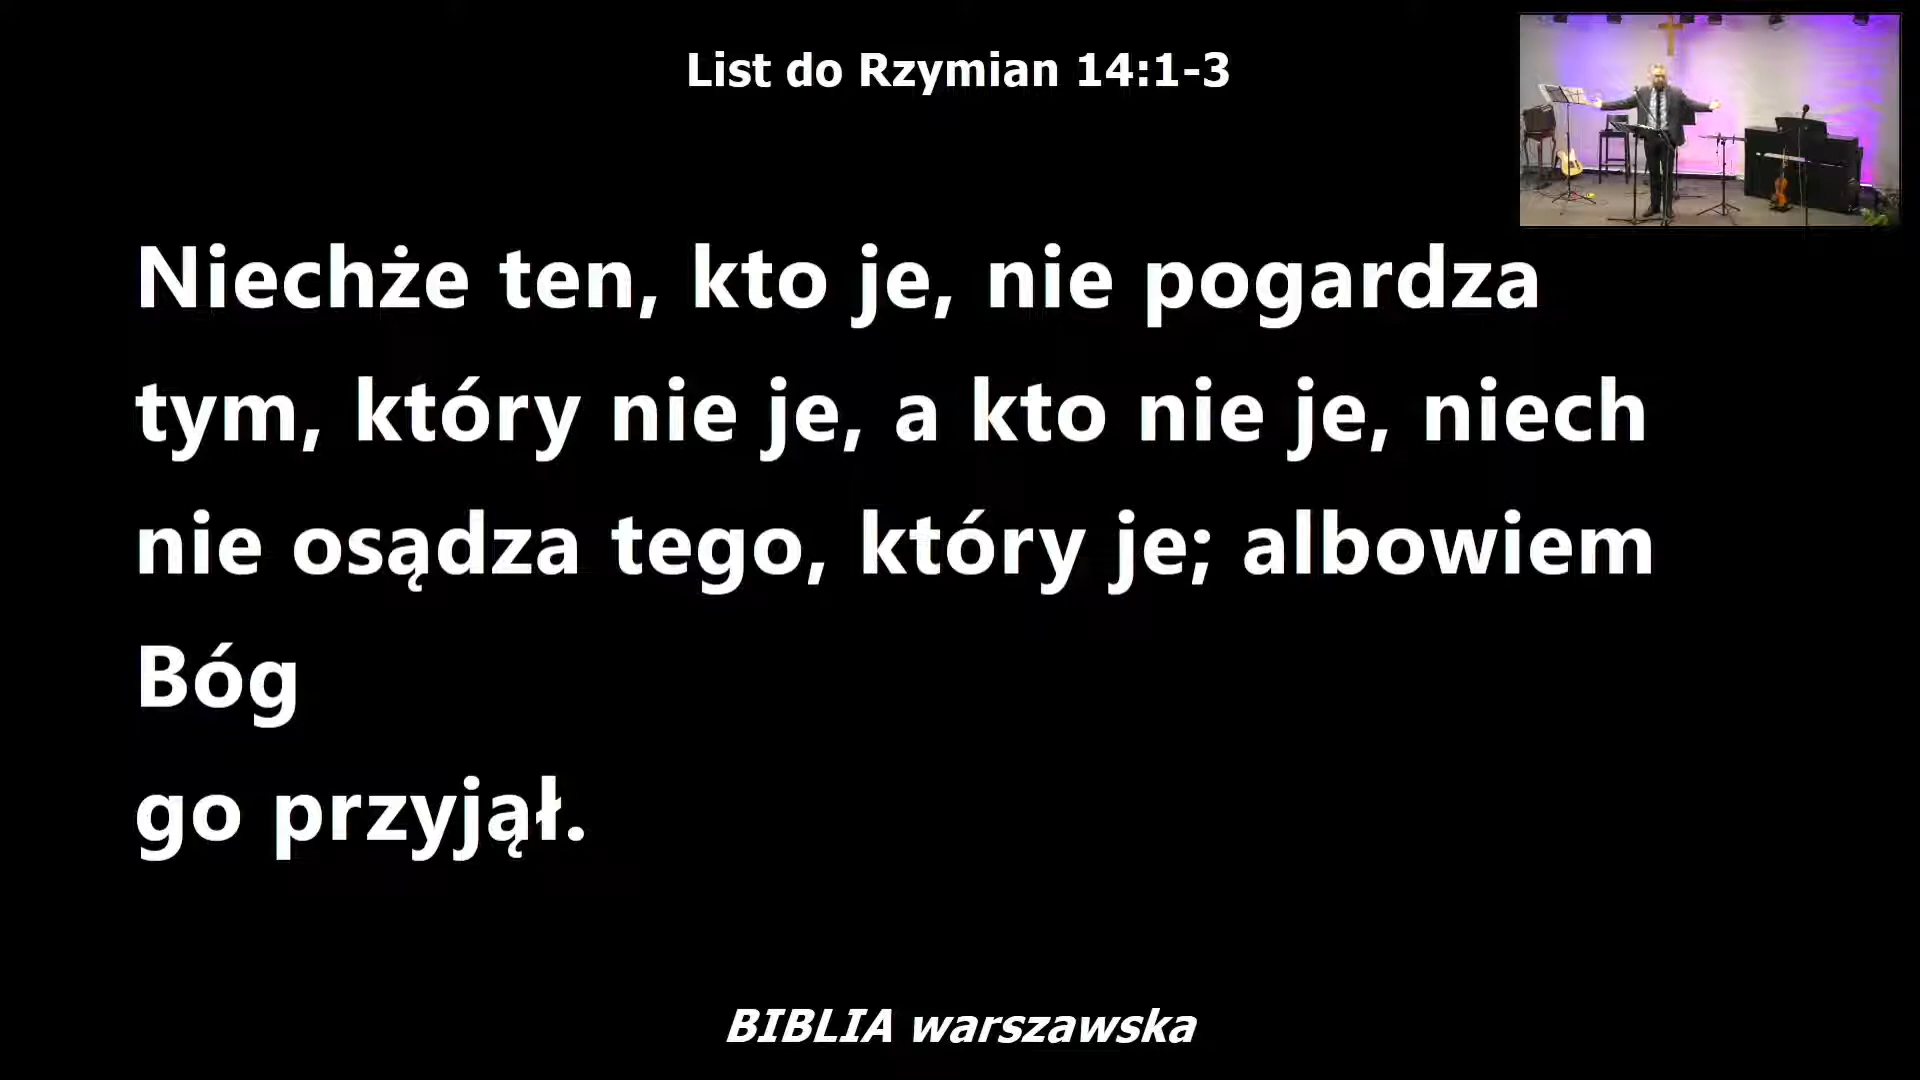 List do Rzymian 14:1-3
Niechże ten, kto je, nie pogardza
tym, który nie je, a kto nie je, niech
nie osądza tego, który je; albowiem
Bóg
go przyjął.
BIBLIA warszawska